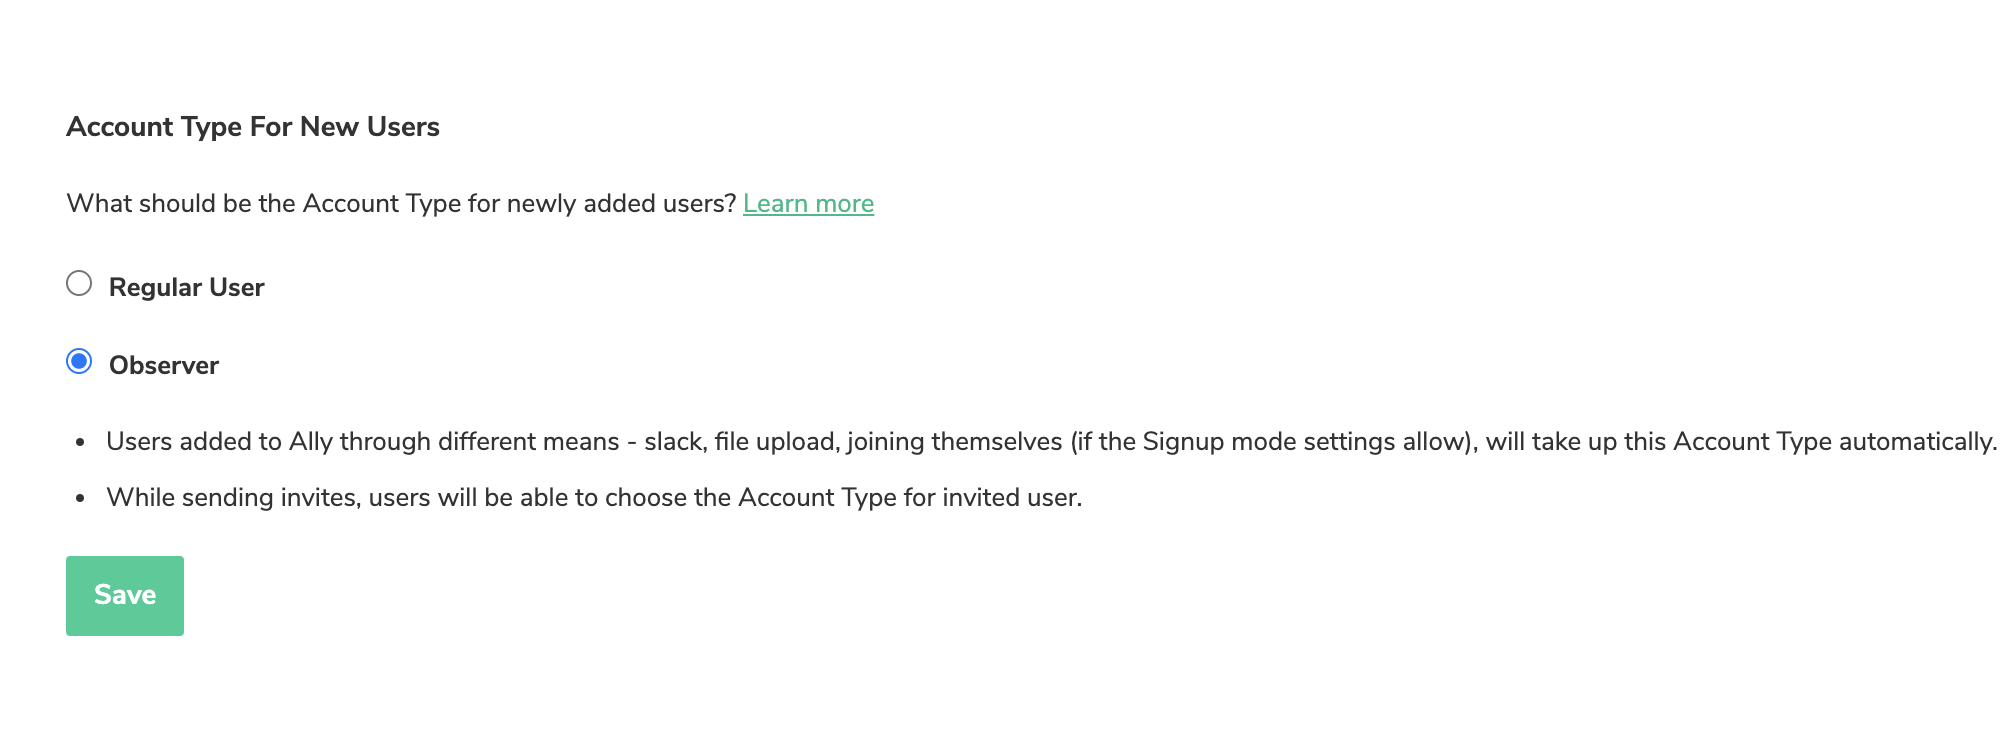 Account Type For New Users
What should be the Account Type for newly added users? Learn more
Regular User
Observer
• Users added to Ally through different means - slack, file upload, joining themselves (if the Signup mode settings allow), will take up this Account Type automatically.
• While sending invites, users will be able to choose the Account Type for invited user.
Save